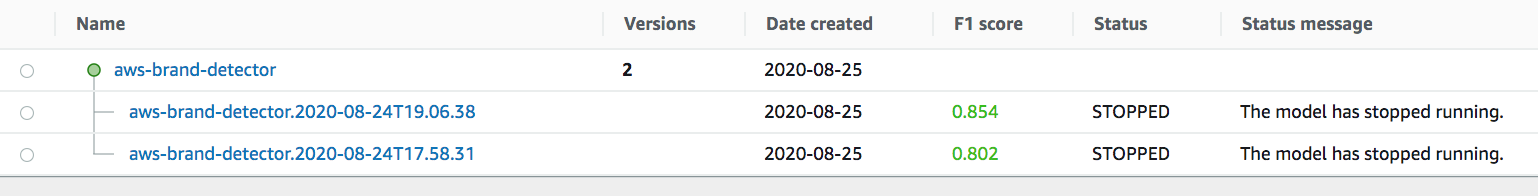 Name Versions Date created F1 score Status Status message
aws-brand-detector 2 2020-08-25
aws-brand-detector.2020-08-24T19.06.38 2020-08-25 0.854 STOPPED The model has stopped running.
aws-brand-detector.2020-08-24T17.58.31 2020-08-25 0.802 STOPPED The model has stopped running.